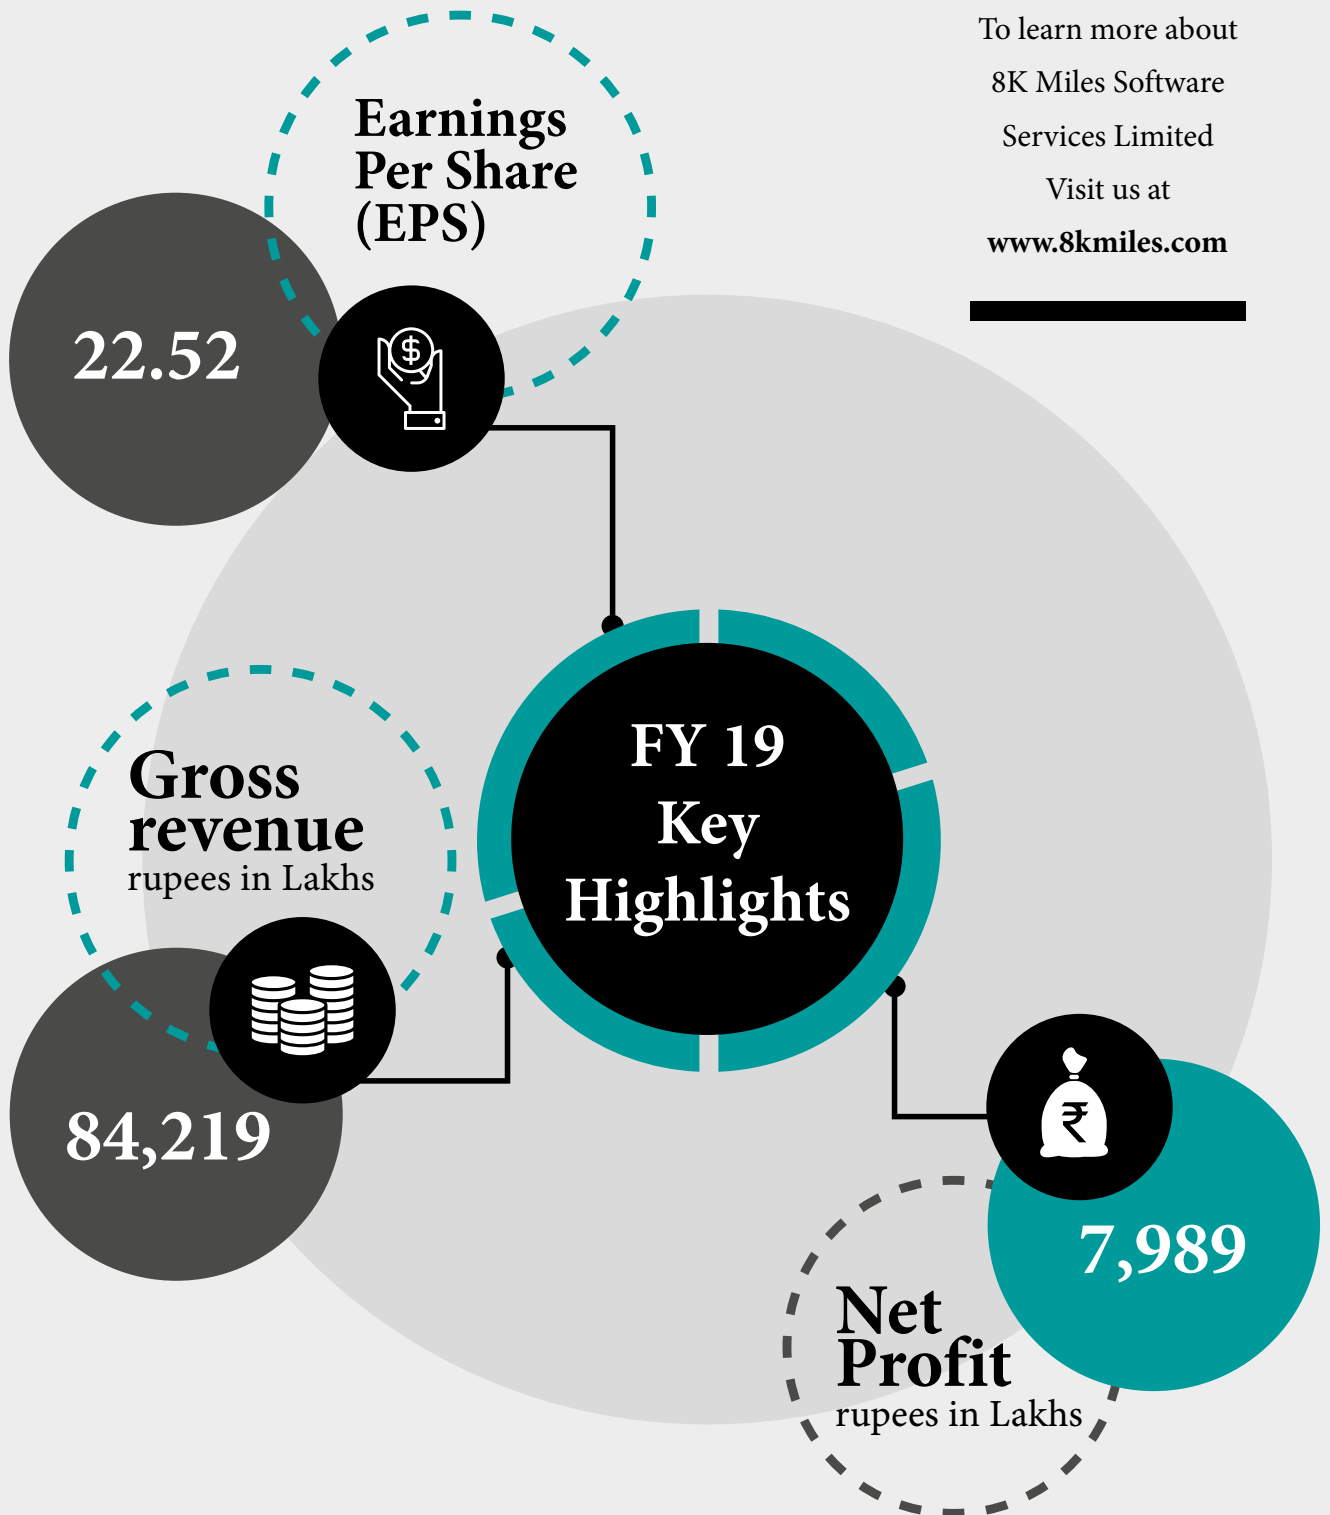 To learn more about
8K Miles Software
Services Limited
Visit us at
www.8kmiles.com
Earnings
Per Share
(EPS)
22.52
$
FY 19
Key
Highlights
Gross
revenue
rupees in Lakhs
84,219
₹
7,989
Net
Profit
rupees in Lakhs